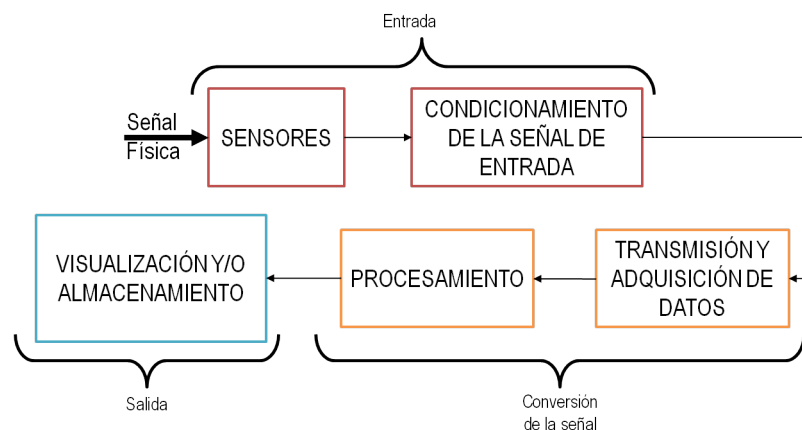 Entrada
Señal
Física
SENSORES
CONDICIONAMIENTO
DE LA SEÑAL DE
ENTRADA
VISUALIZACIÓN Y/O
ALMACENAMIENTO
PROCESAMIENTO
TRANSMISIÓN Y
ADQUISICIÓN DE
DATOS
Salida
Conversión
de la señal